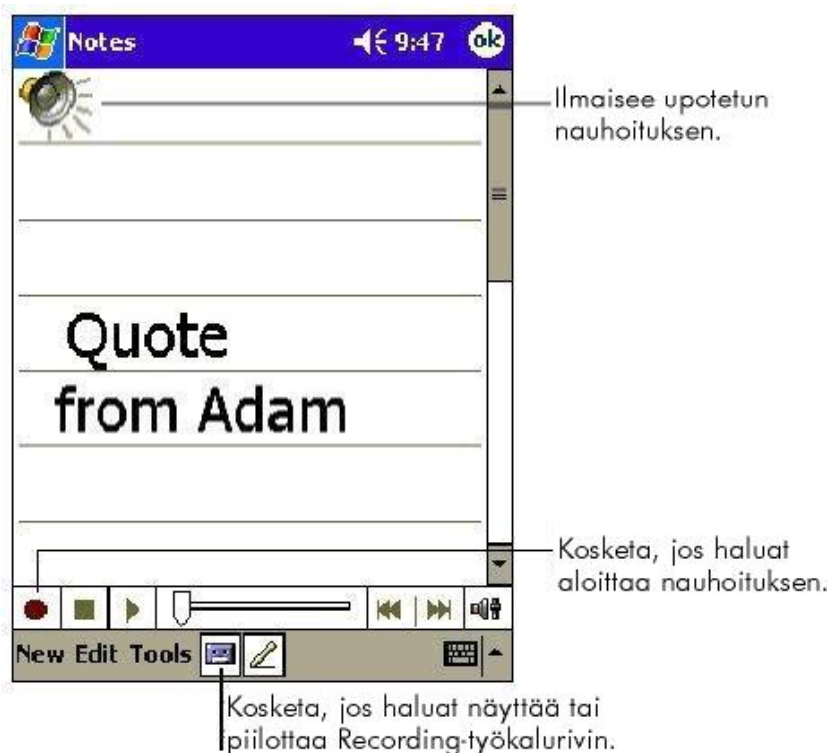 Notes 9:47 ok
Ilmaisee upotetun
nauhoituksen.
Quote
from Adam
Kosketa, jos haluat
aloittaa nauhoituksen.
New Edit Tools
Kosketa, jos haluat näyttää tai
piilottaa Recording-työkalurivin.